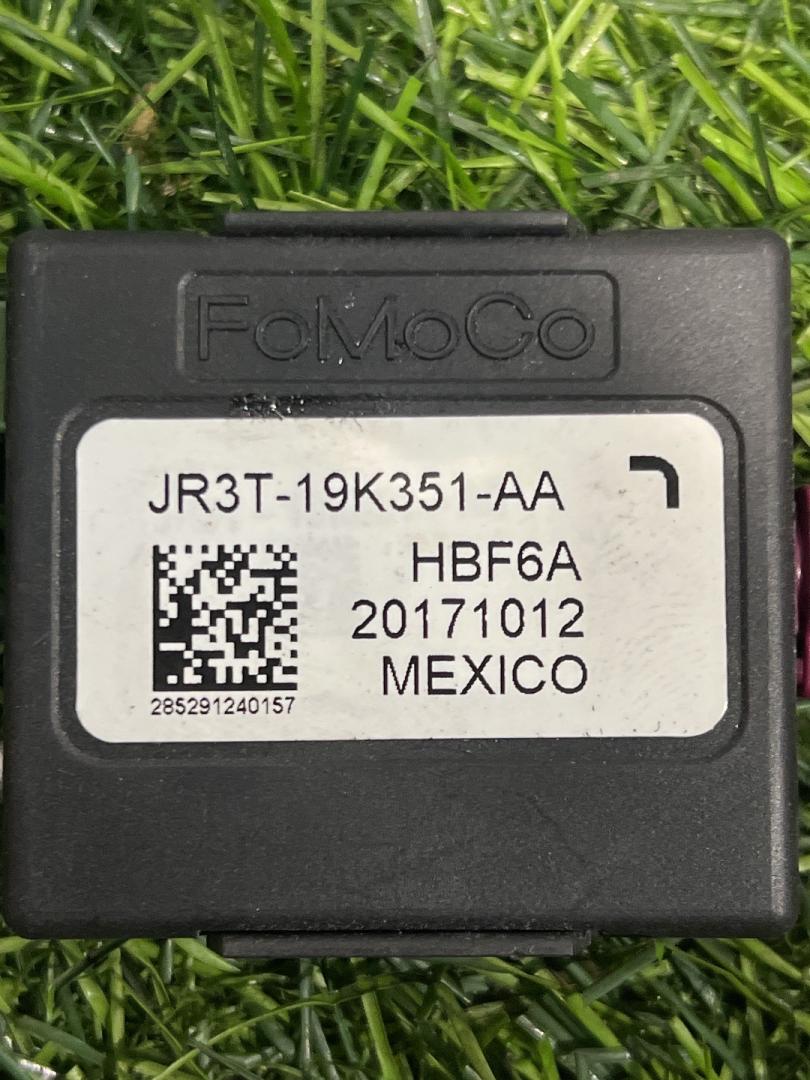 FoMoCo
JR3T-19K351-AA
HBF6A
20171012
MEXICO
285291240157